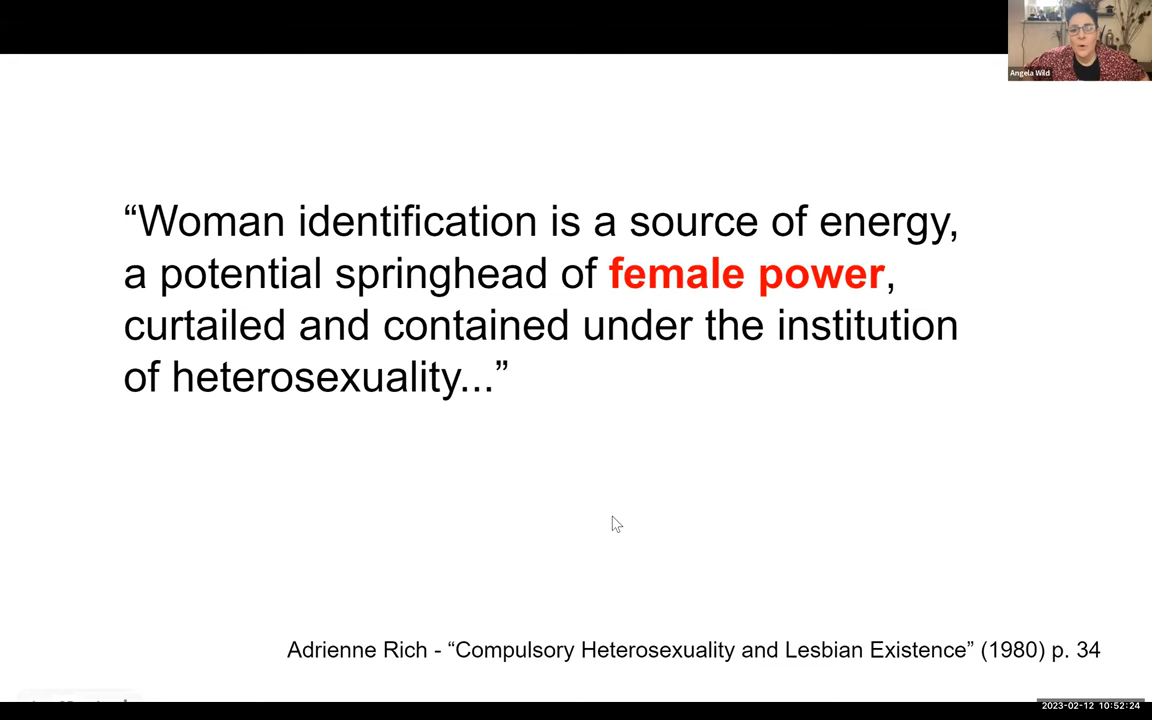 Angela Wild
“Woman identification is a source of energy,
a potential springhead of female power,
curtailed and contained under the institution
of heterosexuality...”
Adrienne Rich - “Compulsory Heterosexuality and Lesbian Existence” (1980) p. 34
2023-02-12 10:52:24